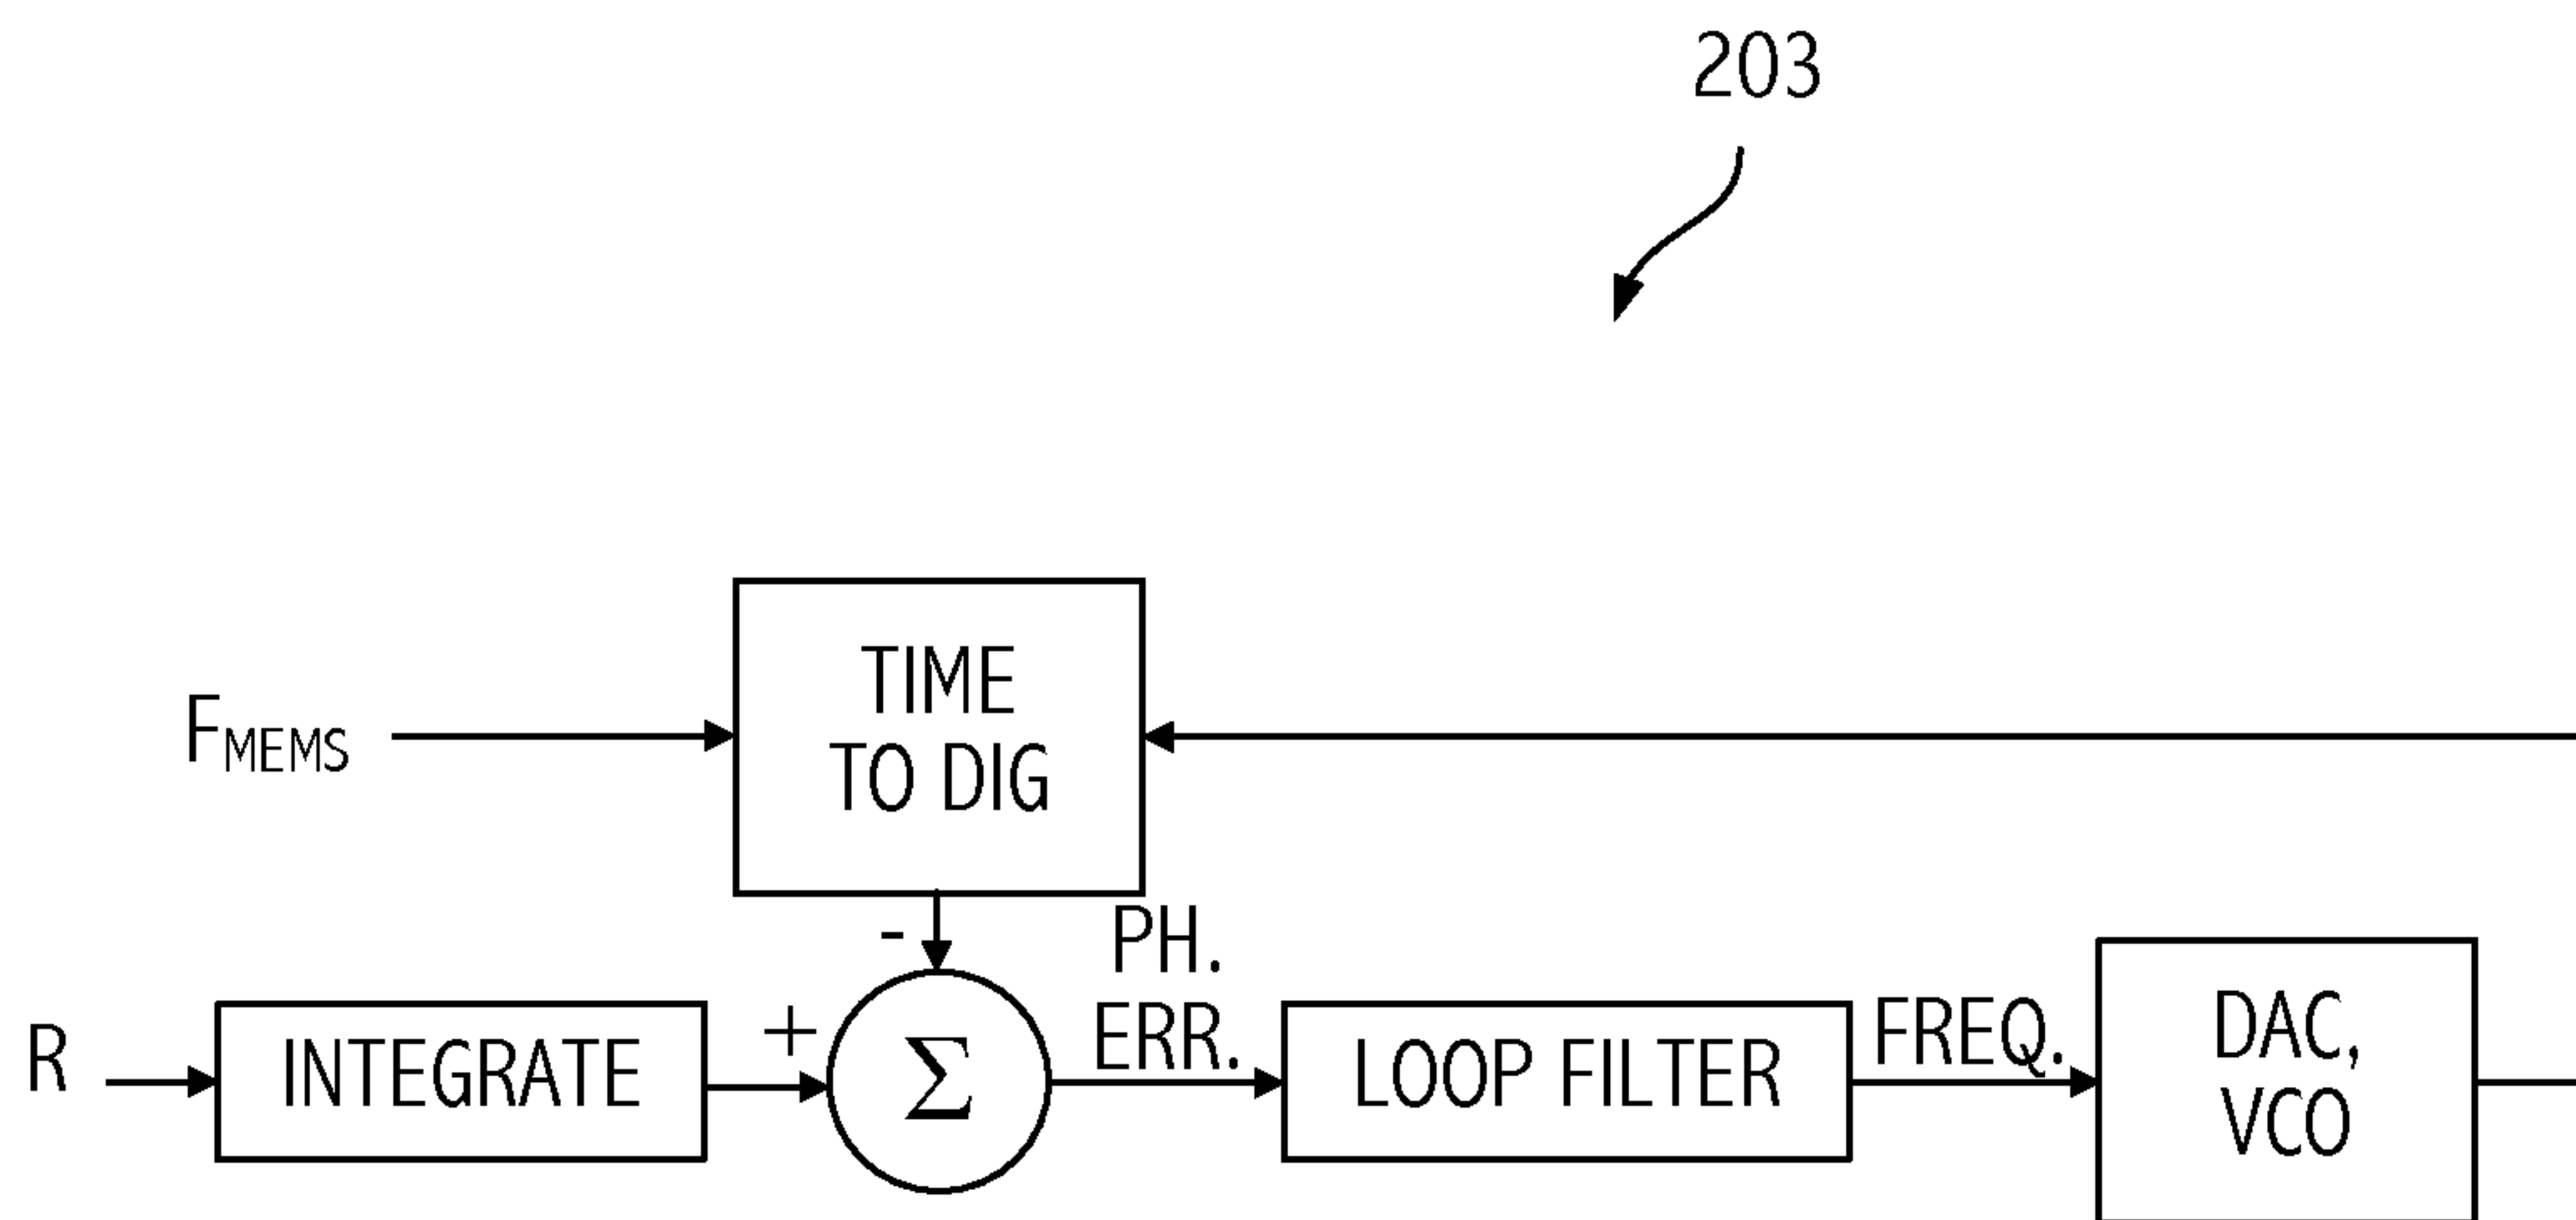 203
TIME
TO DIG
FMEMS
-
PH.
ERR.
+
R
INTEGRATE
Σ
LOOP FILTER
FREQ.
DAC,
VCO